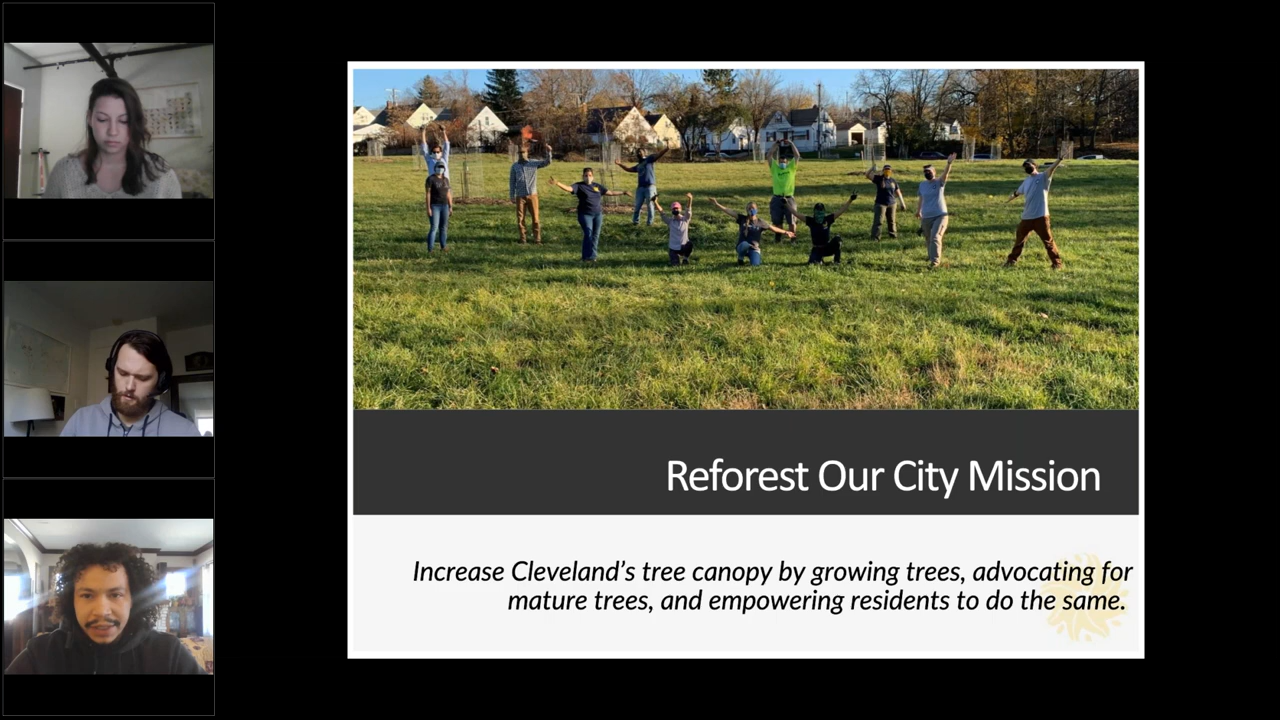 Reforest Our City Mission
Increase Cleveland’s tree canopy by growing trees, advocating for
mature trees, and empowering residents to do the same.